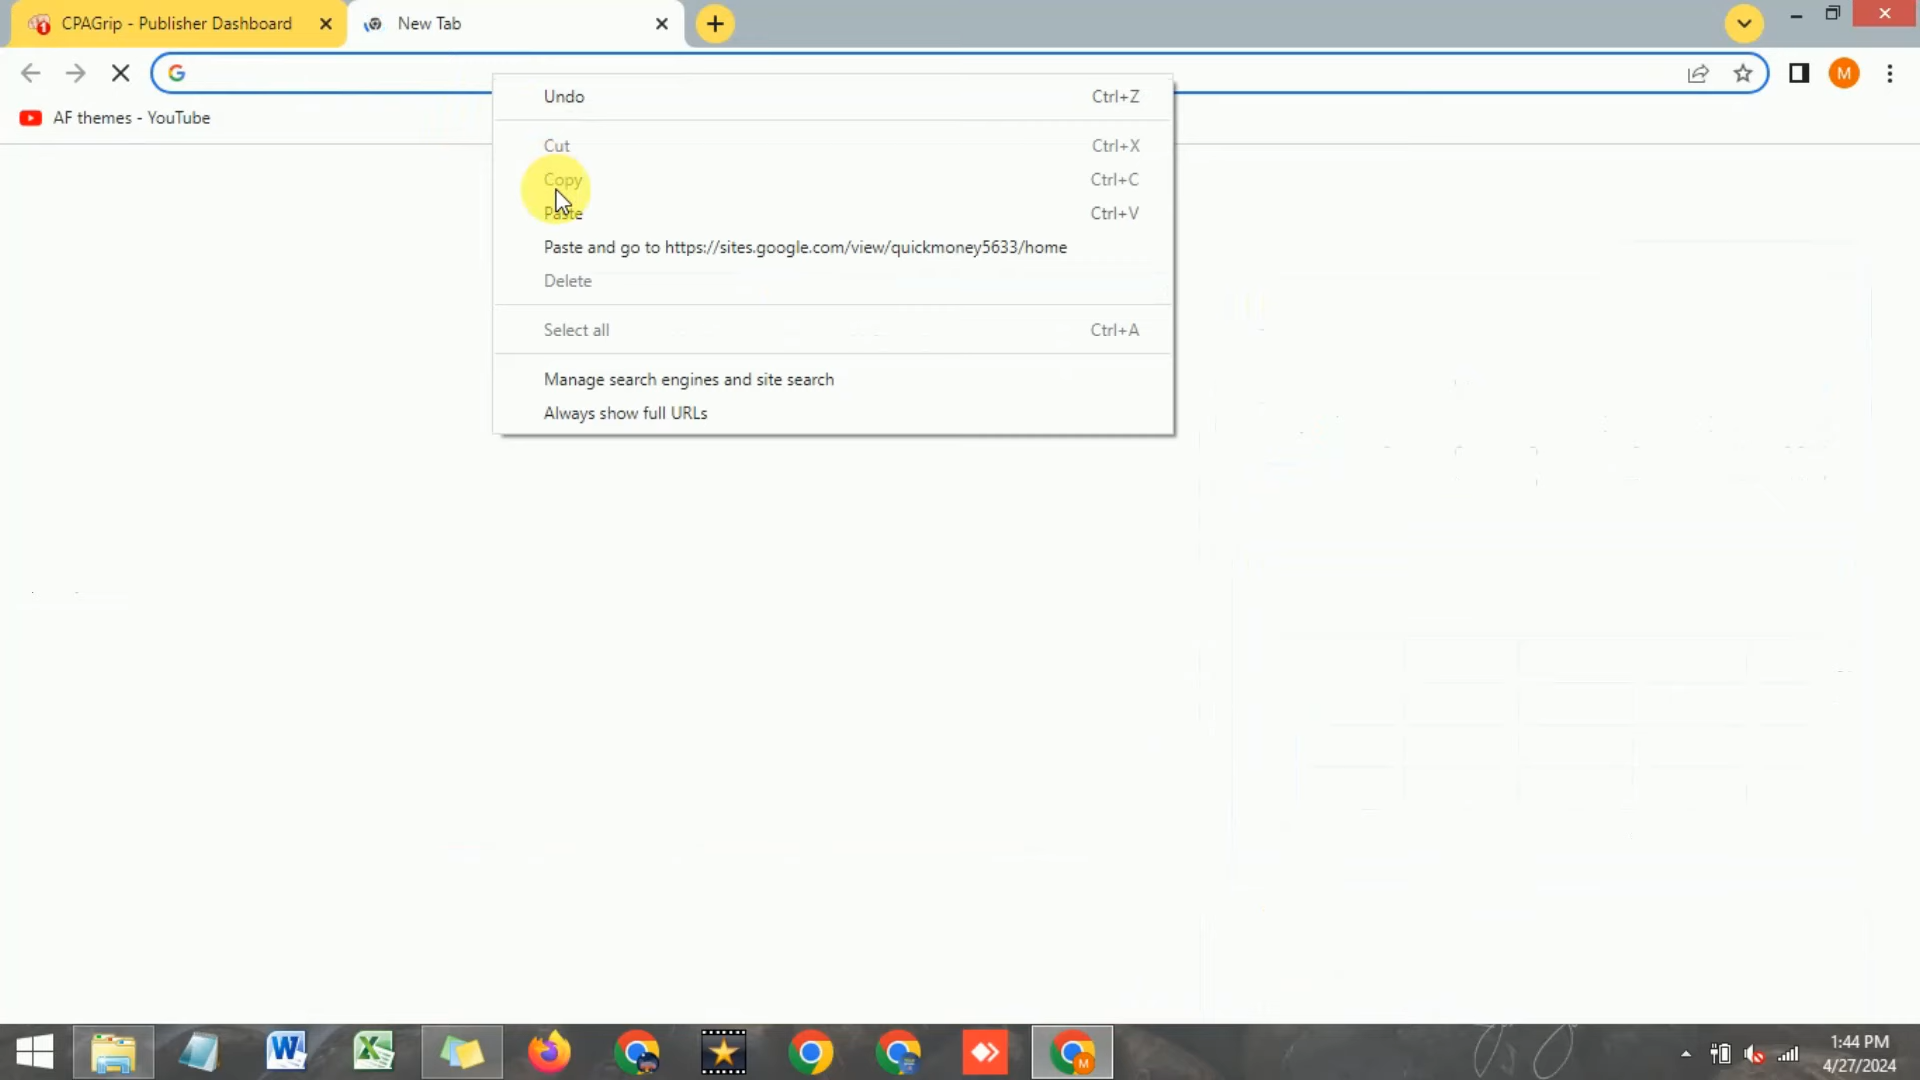 CPAGrip - Publisher Dashboard
New Tab
AF themes - YouTube
M
Undo Ctrl+Z
Cut Ctrl+X
Copy Ctrl+C
Paste Ctrl+V
Paste and go to https://sites.google.com/view/quickmoney5633/home
Delete
Select all Ctrl+A
Manage search engines and site search
Always show full URLs
1:44 PM
4/27/2024